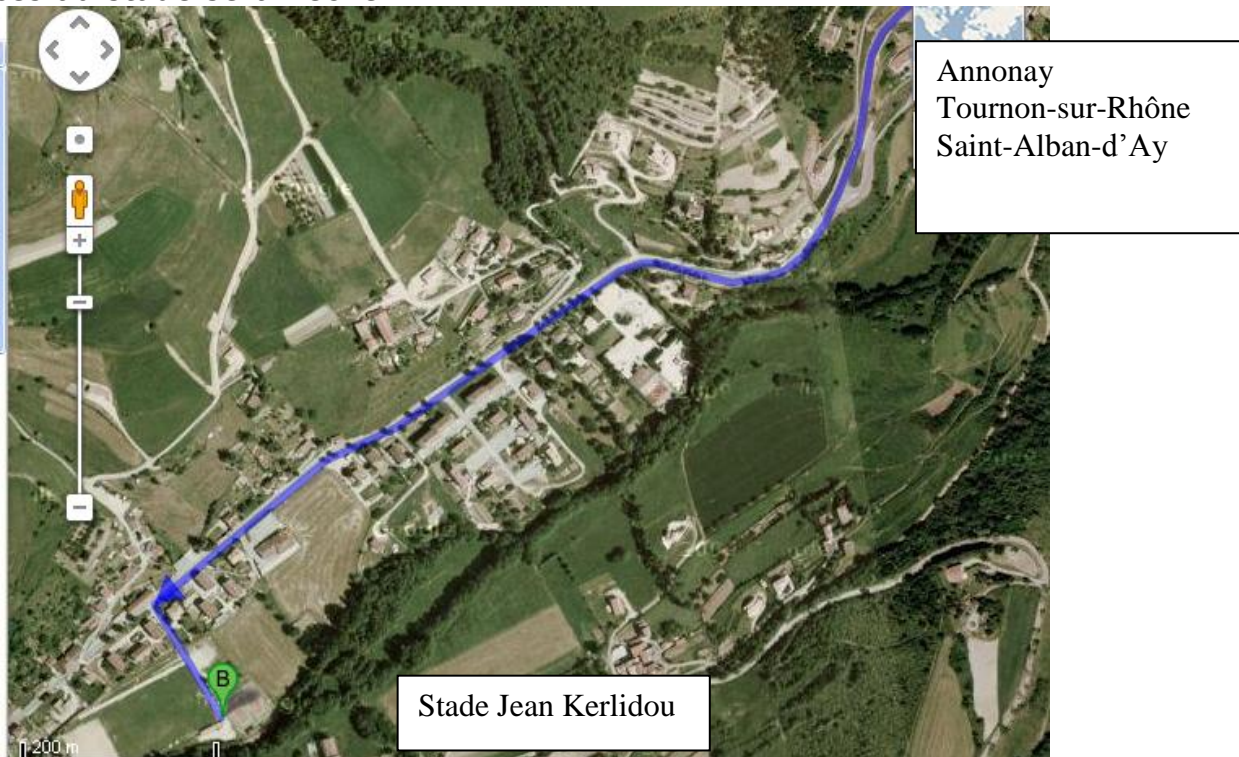 Annonay
Tournon-sur-Rhône
Saint-Alban-d’Ay
B
Stade Jean Kerlidou
200 m